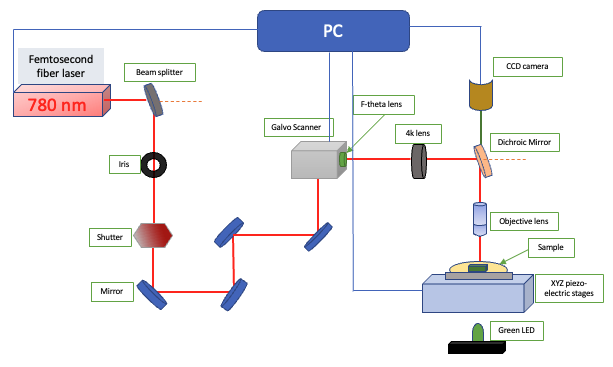 PC
Femtosecond
fiber laser
780 nm
Beam splitter
CCD camera
F-theta lens
Galvo Scanner
4k lens
Dichroic Mirror
Iris
Objective lens
Shutter
Sample
Mirror
XYZ piezo-
electric stages
Green LED